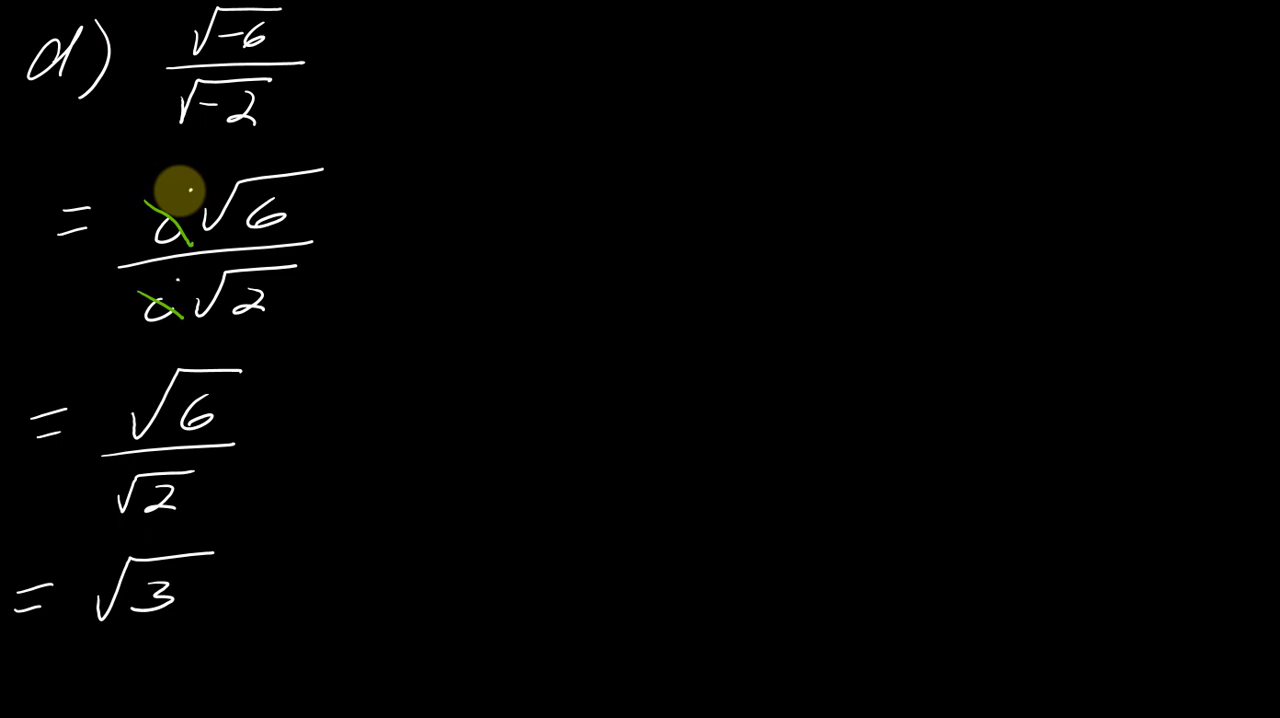 d) √-6 / √-2
= i√6 / i√2
= √6 / √2
= √3